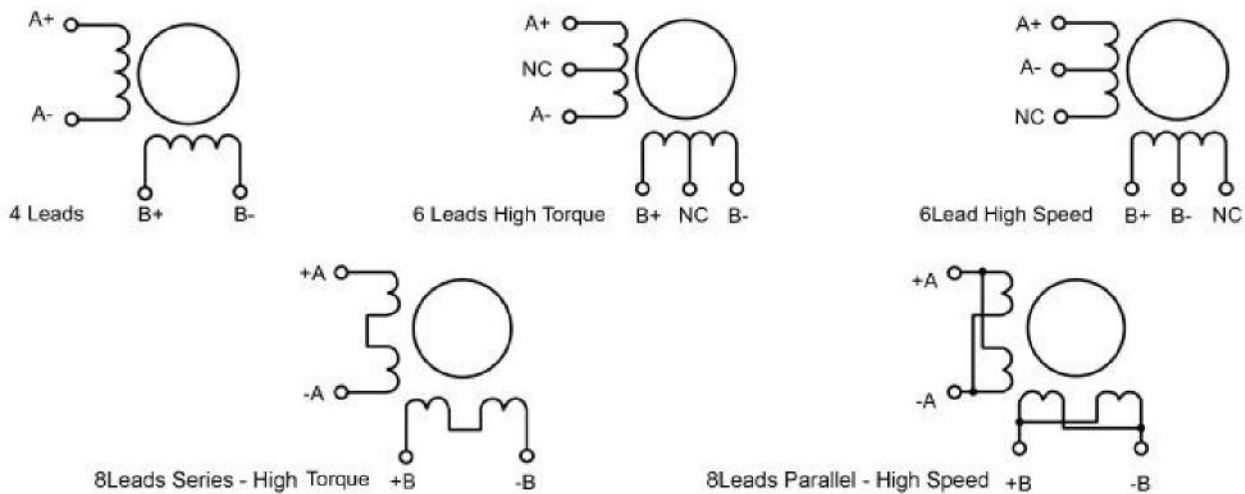 A+
A-
4 Leads B+ B-
A+
NC
A-
6 Leads High Torque B+ NC B-
A+
A-
NC
6Lead High Speed B+ B- NC
+A
-A
8Leads Series - High Torque +B -B
+A
-A
8Leads Parallel - High Speed +B -B